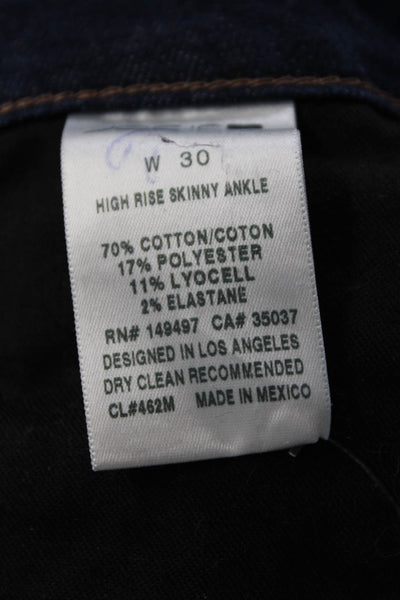 W 30
HIGH RISE SKINNY ANKLE
70% COTTON/COTON
17% POLYESTER
11% LYOCELL
2% ELASTANE
RN# 149497 CA# 35037
DESIGNED IN LOS ANGELES
DRY CLEAN RECOMMENDED
CL#462M MADE IN MEXICO